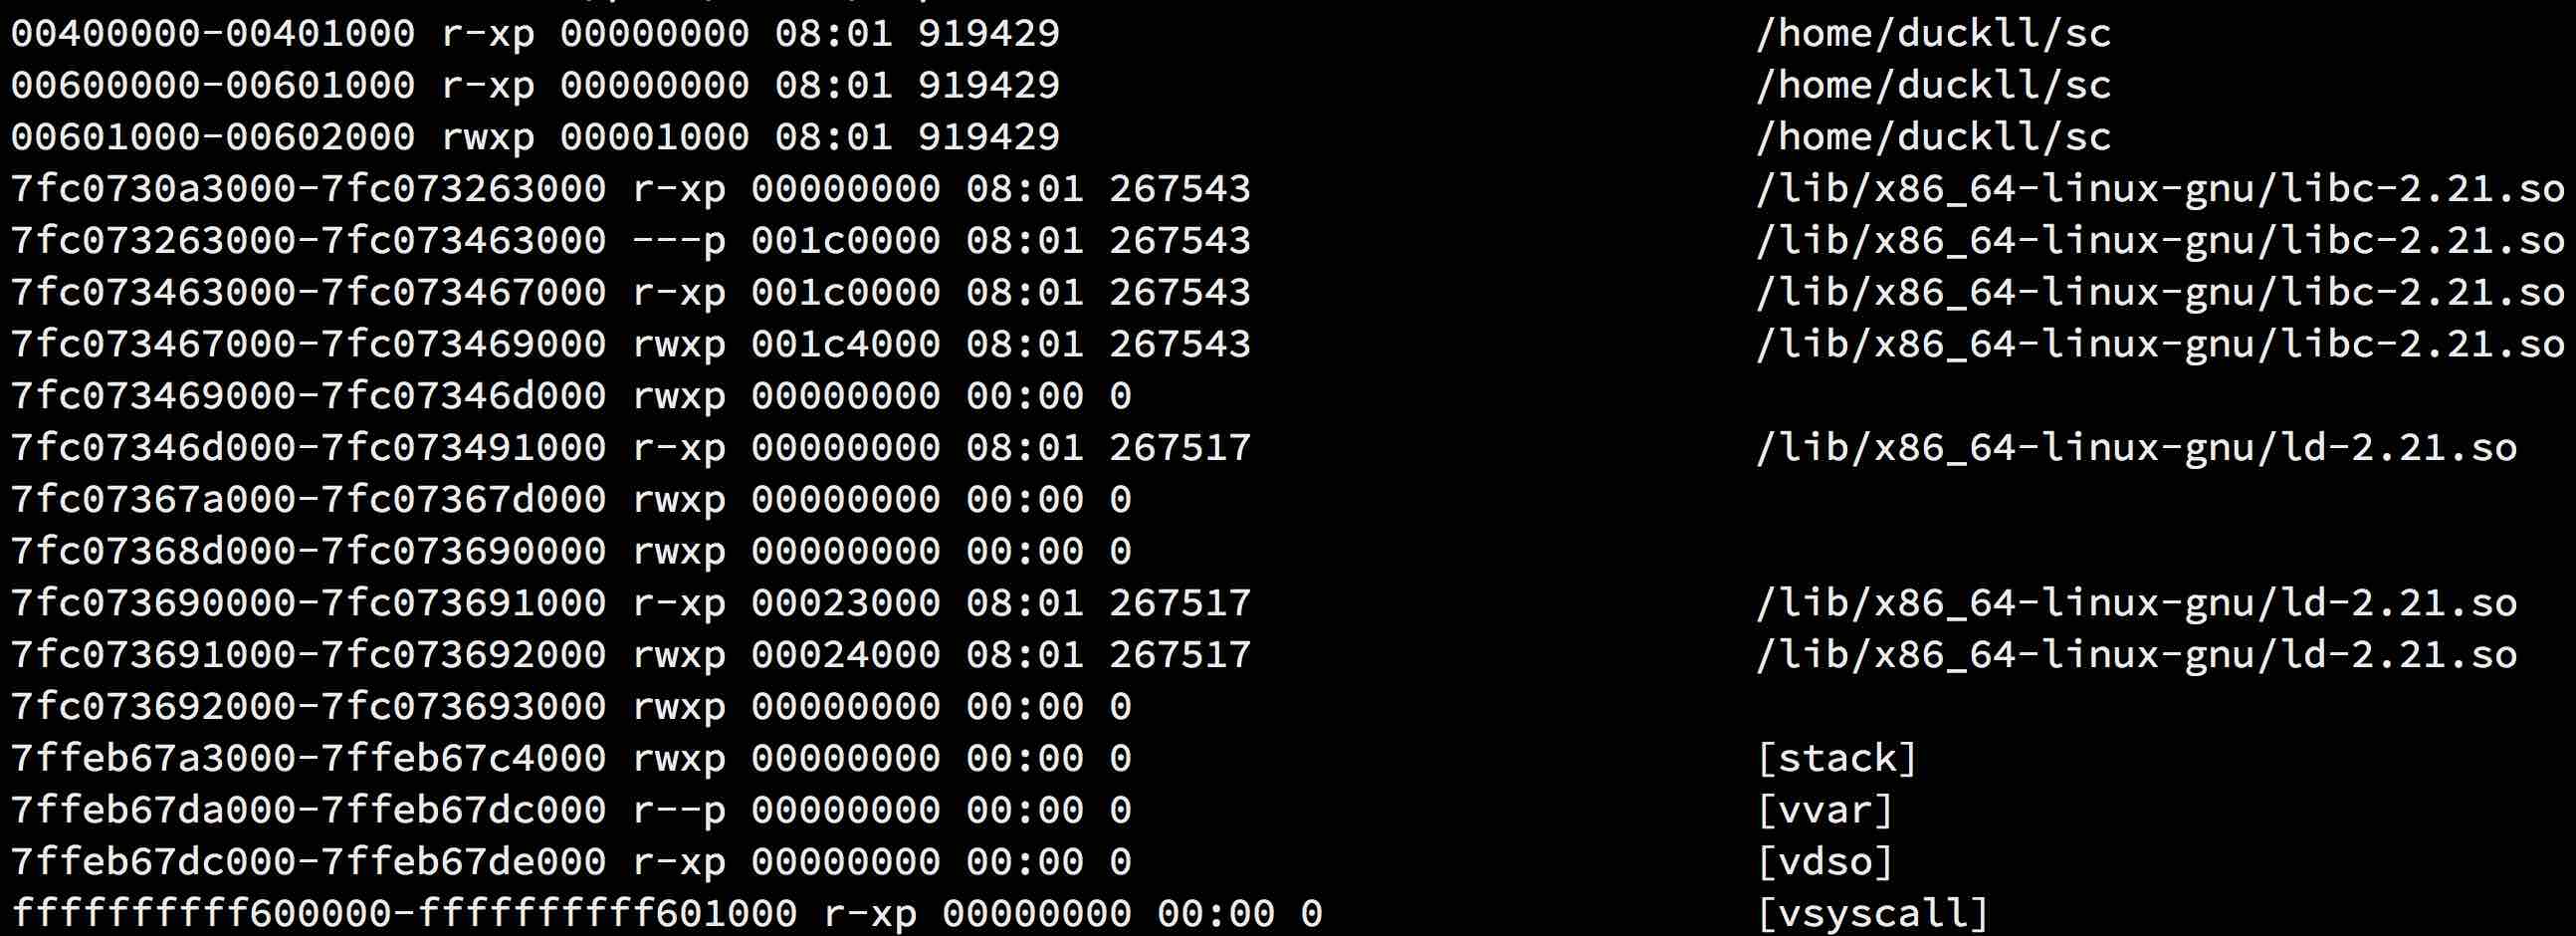 00400000-00401000 r-xp 00000000 08:01 919429 /home/duckll/sc
00600000-00601000 r-xp 00000000 08:01 919429 /home/duckll/sc
00601000-00602000 rwxp 00001000 08:01 919429 /home/duckll/sc
7fc0730a3000-7fc073263000 r-xp 00000000 08:01 267543 /lib/x86_64-linux-gnu/libc-2.21.so
7fc073263000-7fc073463000 ---p 001c0000 08:01 267543 /lib/x86_64-linux-gnu/libc-2.21.so
7fc073463000-7fc073467000 r-xp 001c0000 08:01 267543 /lib/x86_64-linux-gnu/libc-2.21.so
7fc073467000-7fc073469000 rwxp 001c4000 08:01 267543 /lib/x86_64-linux-gnu/libc-2.21.so
7fc073469000-7fc07346d000 rwxp 00000000 00:00 0
7fc07346d000-7fc073491000 r-xp 00000000 08:01 267517 /lib/x86_64-linux-gnu/ld-2.21.so
7fc07367a000-7fc07367d000 rwxp 00000000 00:00 0
7fc07368d000-7fc073690000 rwxp 00000000 00:00 0
7fc073690000-7fc073691000 r-xp 00023000 08:01 267517 /lib/x86_64-linux-gnu/ld-2.21.so
7fc073691000-7fc073692000 rwxp 00024000 08:01 267517 /lib/x86_64-linux-gnu/ld-2.21.so
7fc073692000-7fc073693000 rwxp 00000000 00:00 0
7ffeb67a3000-7ffeb67c4000 rwxp 00000000 00:00 0 [stack]
7ffeb67da000-7ffeb67dc000 r--p 00000000 00:00 0 [vvar]
7ffeb67dc000-7ffeb67de000 r-xp 00000000 00:00 0 [vdso]
ffffffffff600000-ffffffffff601000 r-xp 00000000 00:00 0 [vsyscall]